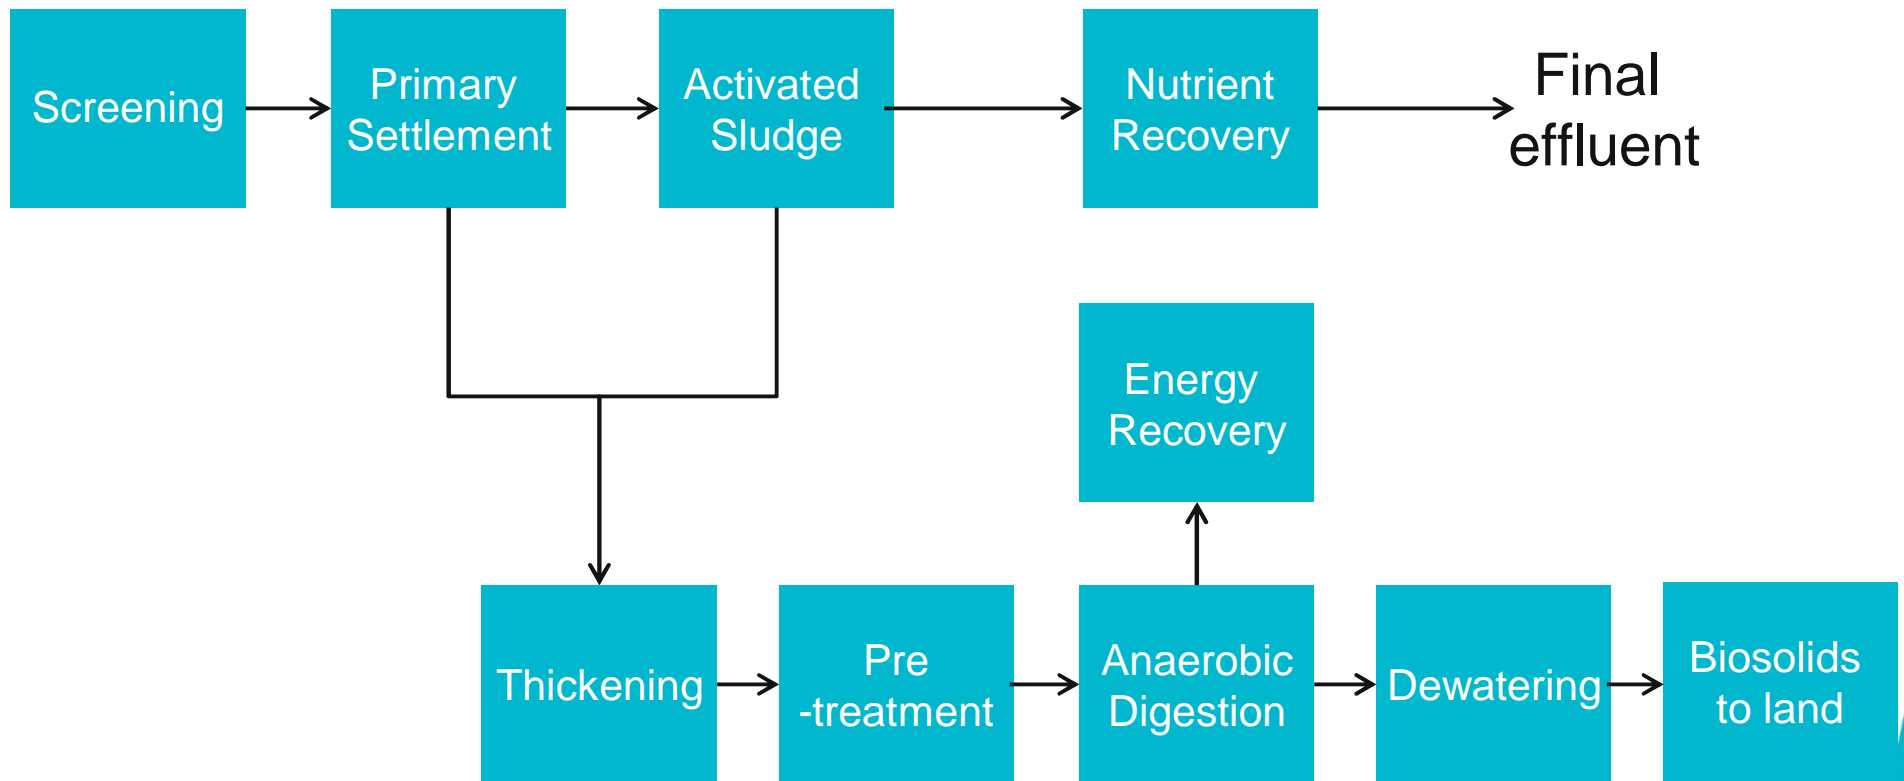 Screening
Primary
Settlement
Activated
Sludge
Nutrient
Recovery
Final
effluent
Energy
Recovery
Thickening
Pre
-treatment
Anaerobic
Digestion
Dewatering
Biosolids
to land